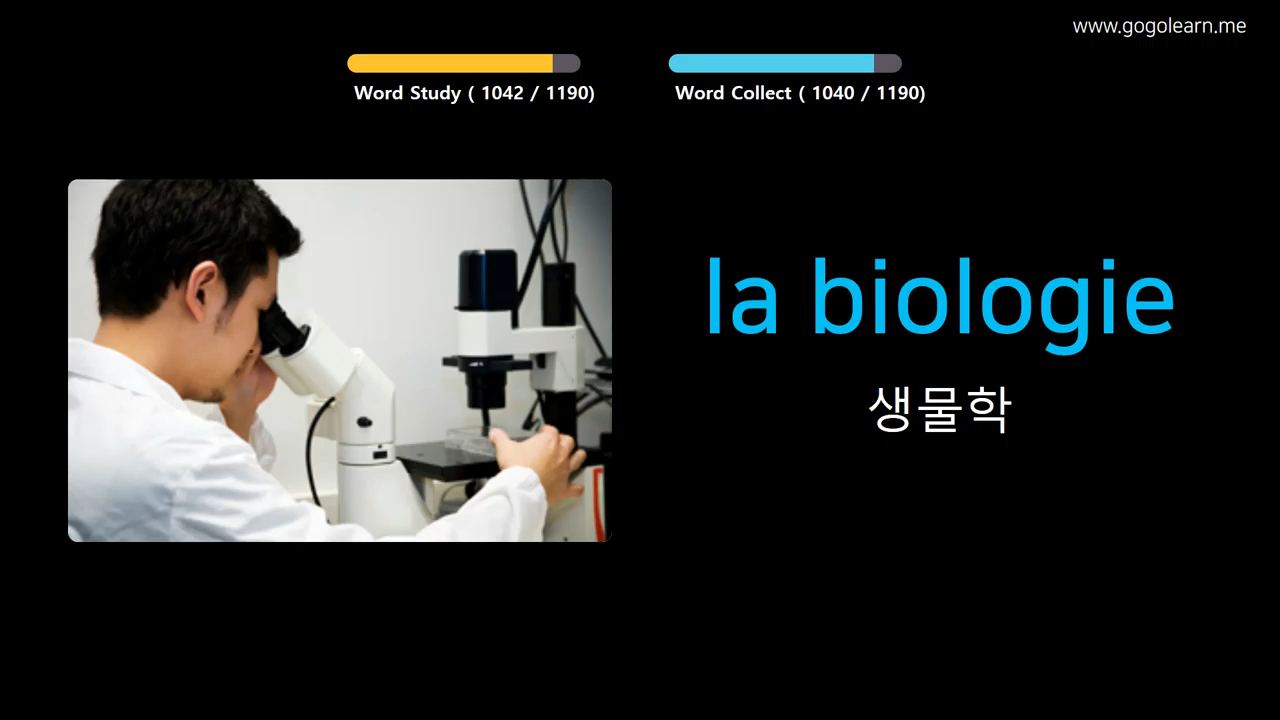 www.gogolearn.me
Word Study ( 1042 / 1190)
Word Collect ( 1040 / 1190)
la biologie
생물학